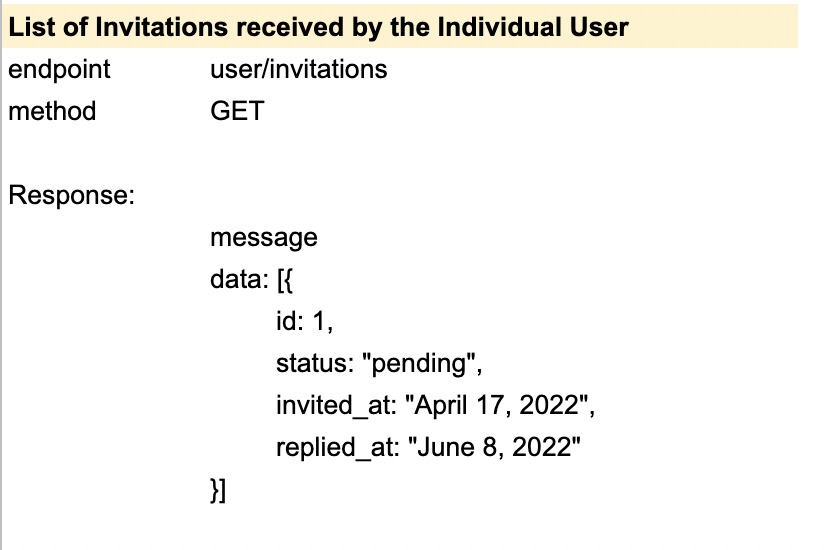 List of Invitations received by the Individual User
endpoint user/invitations
method GET
Response:
message
data: [{
id: 1,
status: "pending",
invited_at: "April 17, 2022",
replied_at: "June 8, 2022"
}]